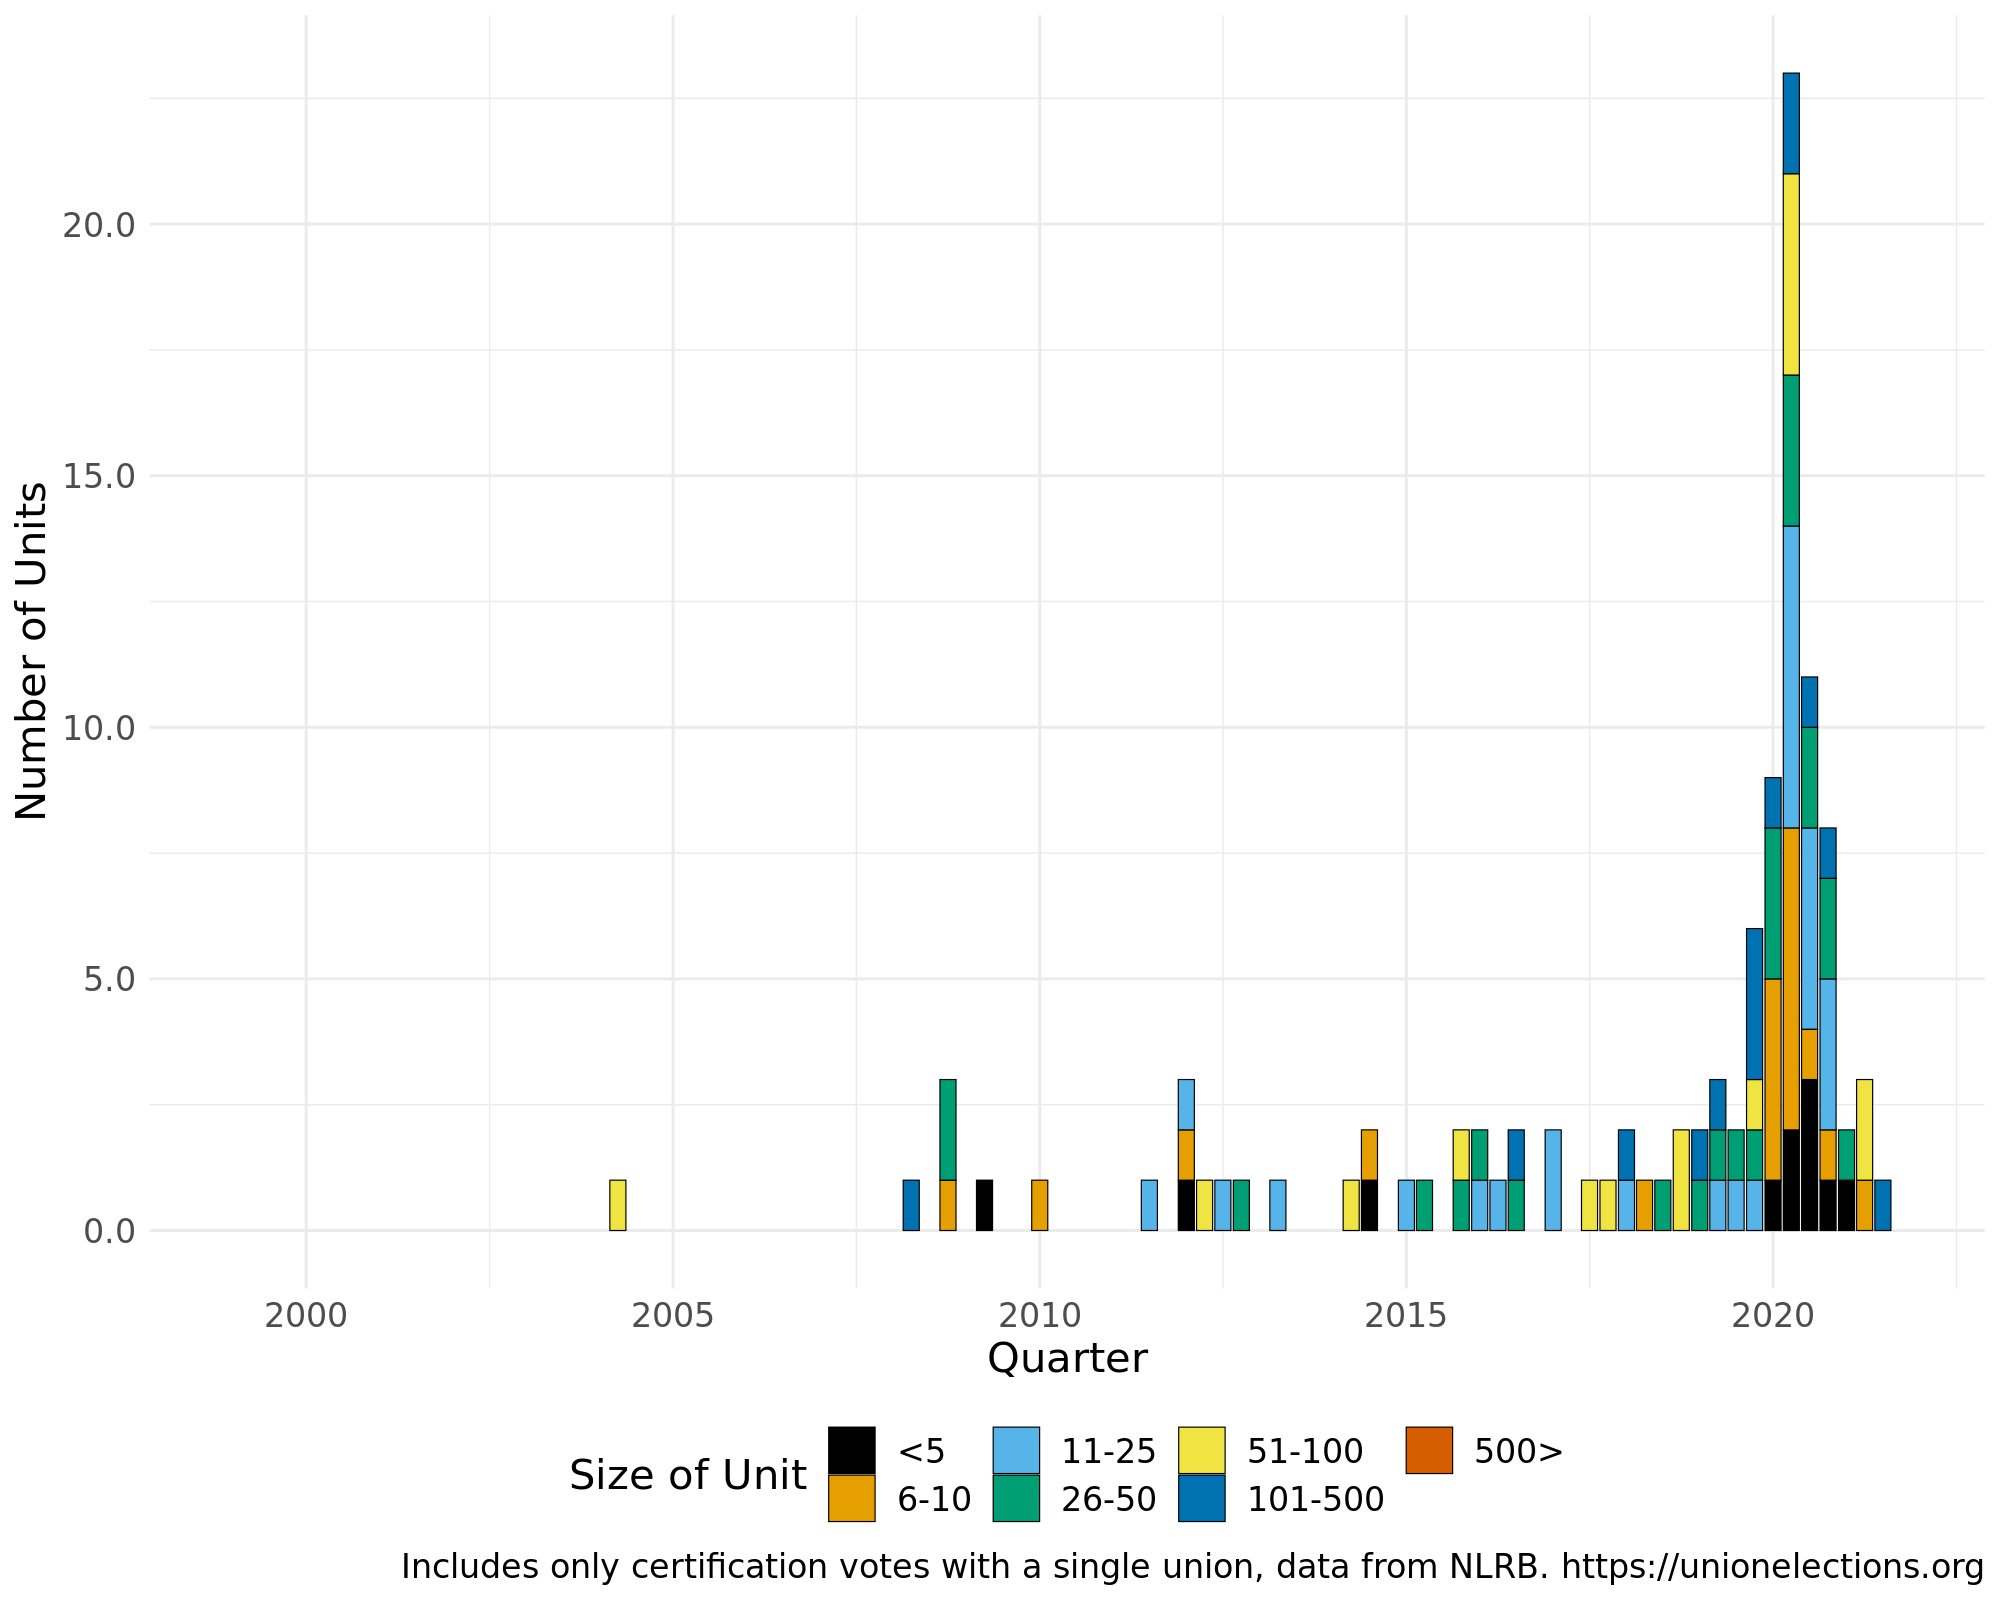 Number of Units
20.0
15.0
10.0
5.0
0.0
2000 2005 2010 2015 2020
Quarter
Size of Unit
<5 11-25 51-100 500>
6-10 26-50 101-500
Includes only certification votes with a single union, data from NLRB. https://unionelections.org